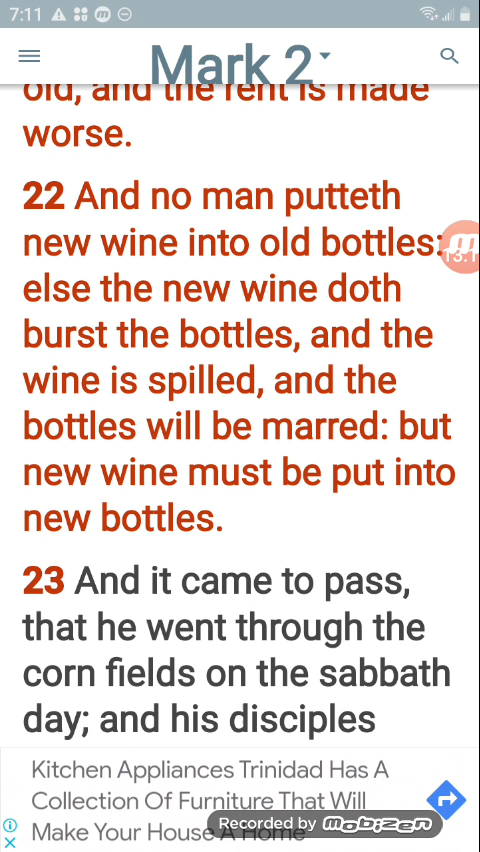 7:11
Mark 2
old, and the rent is made
worse.
22 And no man putteth
new wine into old bottles:
else the new wine doth
burst the bottles, and the
wine is spilled, and the
bottles will be marred: but
new wine must be put into
new bottles.
23 And it came to pass,
that he went through the
corn fields on the sabbath
day; and his disciples
Kitchen Appliances Trinidad Has A
Collection Of Furniture That Will
Make Your House A Home
Recorded by mobizen